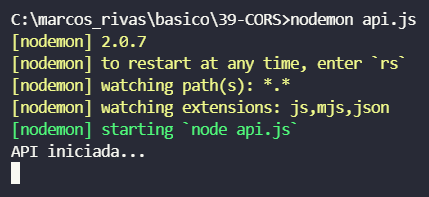 C:\marcos_rivas\basico\39-CORS>nodemon api.js
[nodemon] 2.0.7
[nodemon] to restart at any time, enter `rs`
[nodemon] watching path(s): *.*
[nodemon] watching extensions: js,mjs,json
[nodemon] starting `node api.js`
API iniciada...